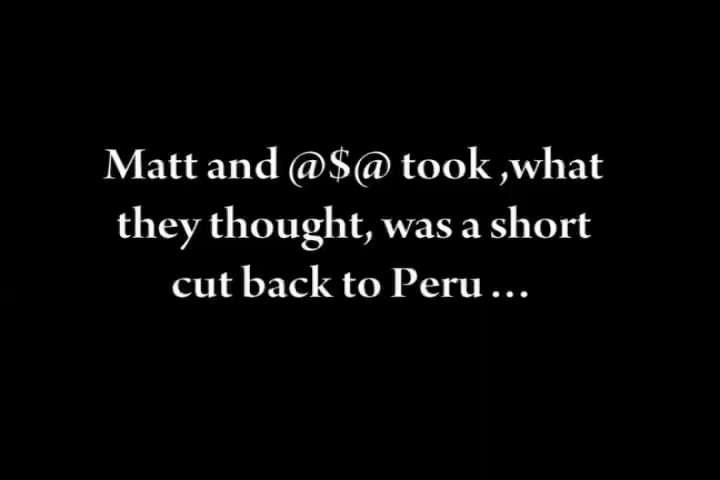 Matt and @$@ took ,what
they thought, was a short
cut back to Peru ...